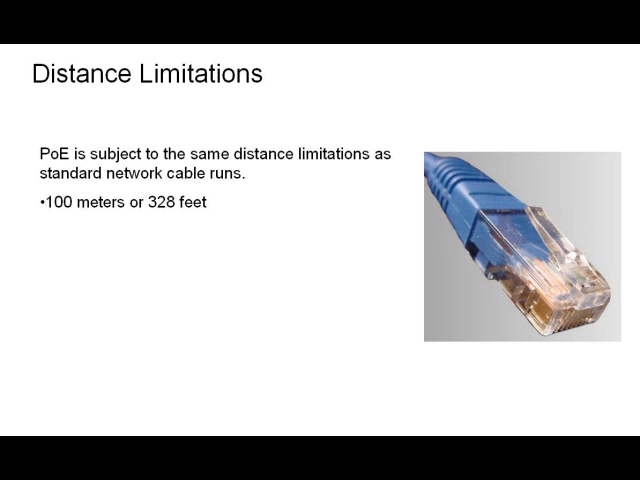 Distance Limitations
PoE is subject to the same distance limitations as
standard network cable runs.
•100 meters or 328 feet